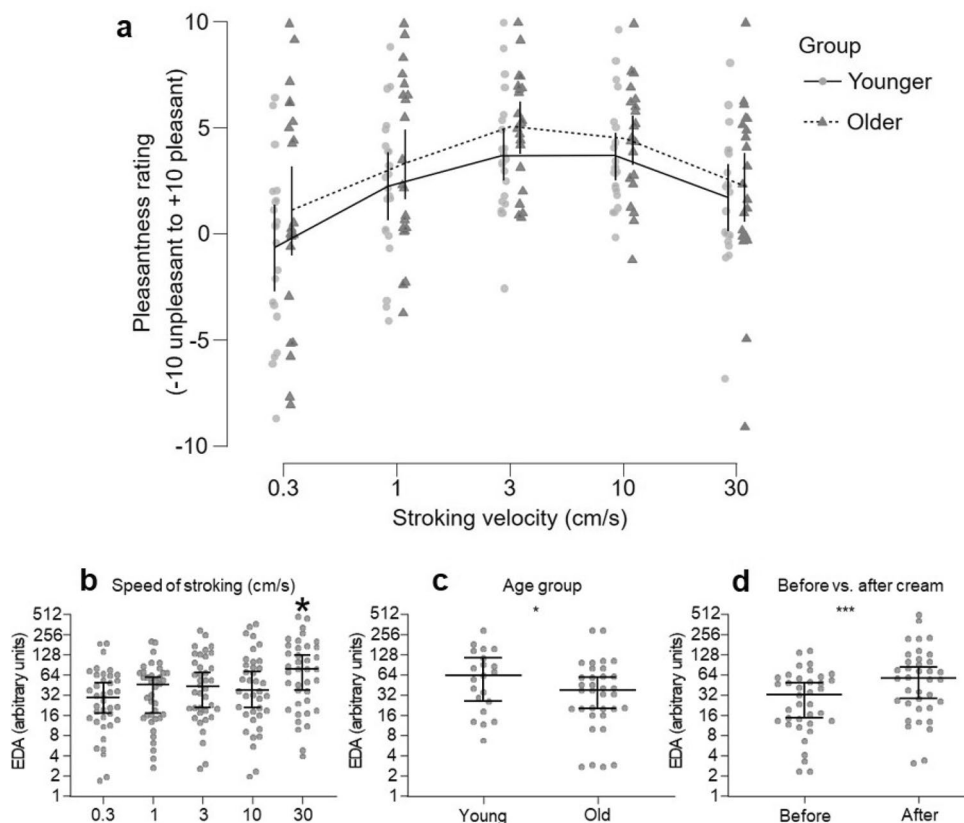 a
10
5
0
-5
-10
Pleasantness rating
(-10 unpleasant to +10 pleasant)
0.3 1 3 10 30
Stroking velocity (cm/s)
Group
Younger
Older
b Speed of stroking (cm/s)
*
512
256
128
64
32
16
8
4
2
1
EDA (arbitrary units)
0.3 1 3 10 30
c Age group
*
512
256
128
64
32
16
8
4
2
1
EDA (arbitrary units)
Young Old
d Before vs. after cream
***
512
256
128
64
32
16
8
4
2
1
EDA (arbitrary units)
Before After